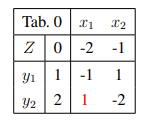 Tab. 0 x₁ x₂
Z 0 -2 -1
y₁ 1 -1 1
y₂ 2 1 -2